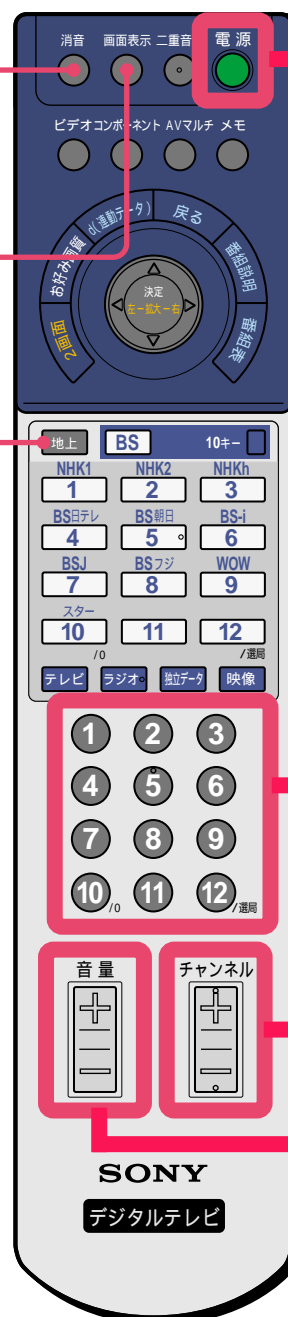 消音 画面表示 二重音 電源
ビデオ コンポーネント AVマルチ メモ
お好み画質 d(連動データ) 戻る 番組説明
2画面 番組表
決定
左－拡大－右
地上 BS 10キー
NHK1 NHK2 NHKh
1 2 3
BS日テレ BS朝日 BS-i
4 5 6
BSJ BSフジ WOW
7 8 9
スター
10 11 12
/0 /選局
テレビ ラジオ 独立データ 映像
1 2 3
4 5 6
7 8 9
10/0 11 12/選局
音量 チャンネル
SONY
デジタルテレビ